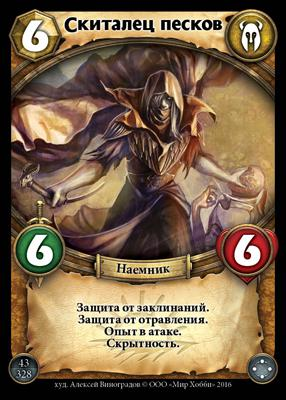 6
Скиталец песков
6
6
Наемник
Защита от заклинаний.
Защита от отравления.
Опыт в атаке.
Скрытность.
43
328
худ. Алексей Виноградов © ООО «Мир Хобби» 2016